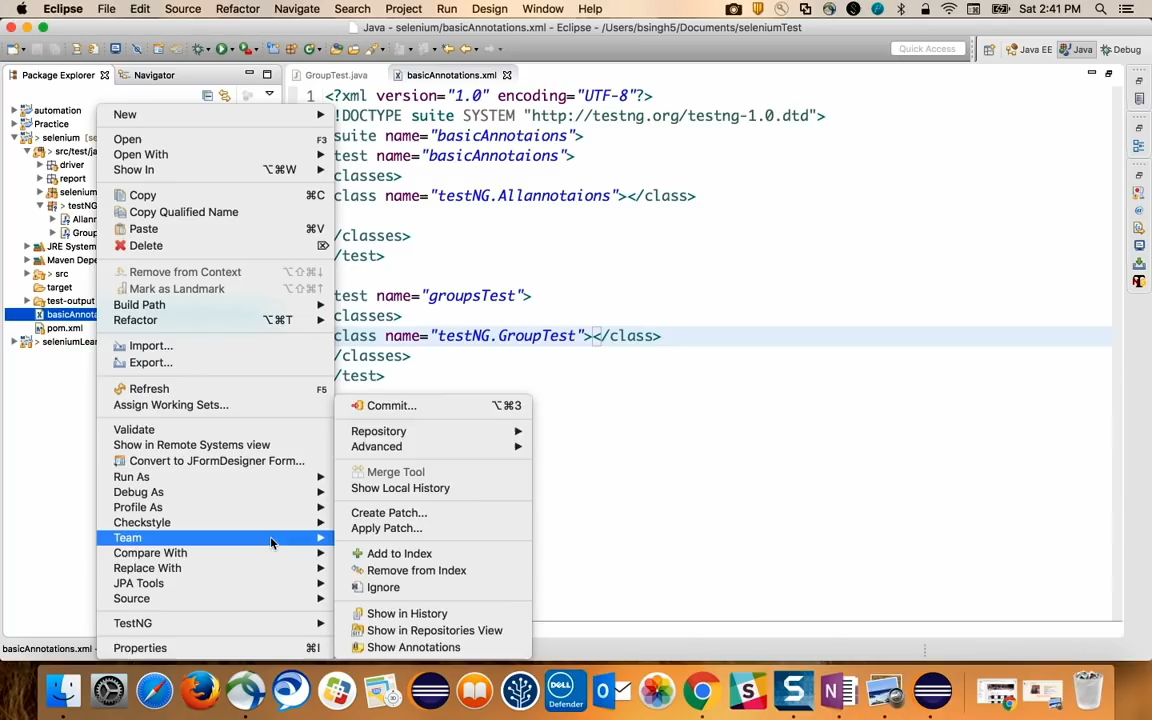 Eclipse File Edit Source Refactor Navigate Search Project Run Design Window Help Sat 2:41 PM
Java - selenium/basicAnnotations.xml - Eclipse - /Users/bsingh5/Documents/seleniumTest
Quick Access Java EE Java Debug
Package Explorer Navigator
GroupTest.java basicAnnotations.xml
automation
Practice
selenium
src/test/ja
driver
report
selenium
testNG
Allann
Group
JRE System
Maven Depe
src
target
test-output
basicAnnota
pom.xml
seleniumLear
basicAnnotations.xml -
New
Open F3
Open With
Show In ⌥⌘W
Copy ⌘C
Copy Qualified Name
Paste ⌘V
Delete ⌦
Remove from Context ⌥⇧⌘↓
Mark as Landmark ⌥⇧⌘↑
Build Path
Refactor ⌥⌘T
Import...
Export...
Refresh F5
Assign Working Sets...
Validate
Show in Remote Systems view
Convert to JFormDesigner Form...
Run As
Debug As
Profile As
Checkstyle
Team
Compare With
Replace With
JPA Tools
Source
TestNG
Properties ⌘I
Commit... ⌥⌘3
Repository
Advanced
Merge Tool
Show Local History
Create Patch...
Apply Patch...
Add to Index
Remove from Index
Ignore
Show in History
Show in Repositories View
Show Annotations
1 <?xml version="1.0" encoding="UTF-8"?>
!DOCTYPE suite SYSTEM "http://testng.org/testng-1.0.dtd">
suite name="basicAnnotaions">
test name="basicAnnotaions">
classes>
class name="testNG.Allannotaions"></class>
/classes>
/test>
test name="groupsTest">
classes>
class name="testNG.GroupTest"></class>
/classes>
/test>
DELL
Defender